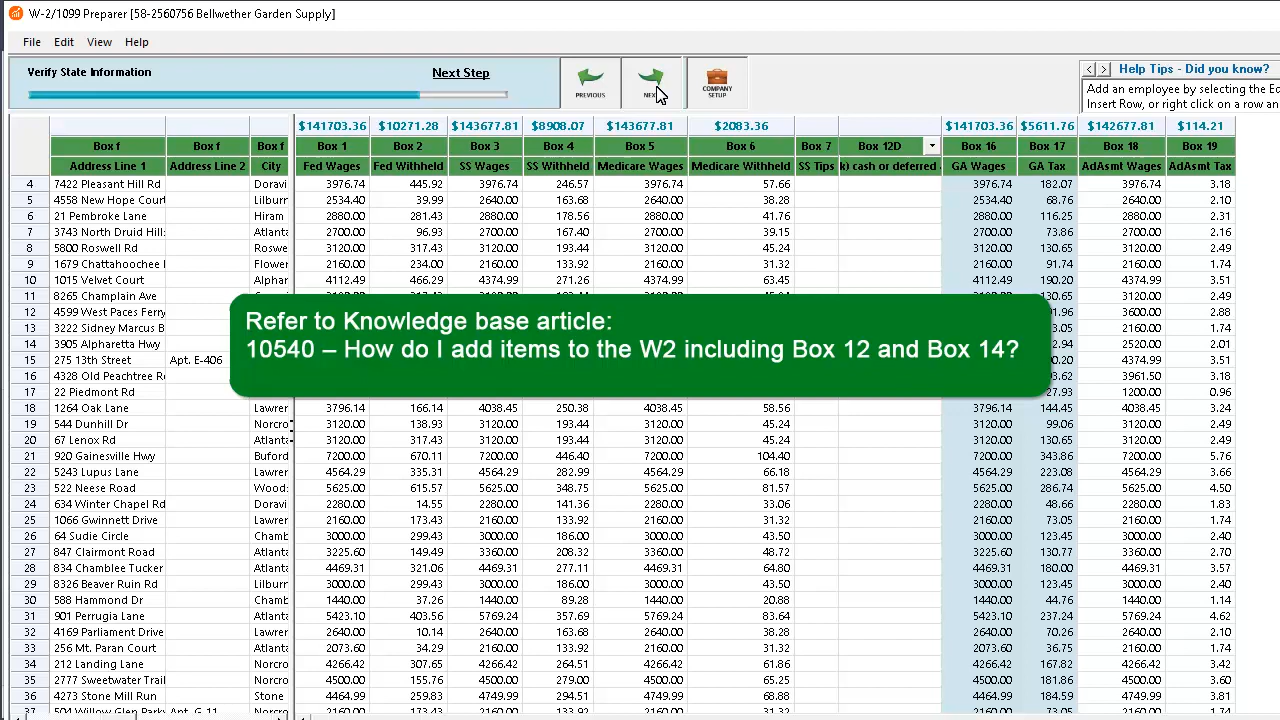 W-2/1099 Preparer [58-2560756 Bellwether Garden Supply]
File Edit View Help
Verify State Information Next Step
PREVIOUS
COMPANY SETUP
Help Tips - Did you know?
Add an employee by selecting the Ec
Insert Row, or right click on a row ar
$141703.36 $10271.28 $143677.81 $8908.07 $143677.81 $2083.36 $141703.36 $5611.76 $142677.81 $114.21
Box f Box f Box f Box 1 Box 2 Box 3 Box 4 Box 5 Box 6 Box 7 Box 12D Box 16 Box 17 Box 18 Box 19
Address Line 1 Address Line 2 City Fed Wages Fed Withheld SS Wages SS Withheld Medicare Wages Medicare Withheld SS Tips k) cash or deferred GA Wages GA Tax AdAsmt Wages AdAsmt Tax
4 7422 Pleasant Hill Rd Doravi 3976.74 445.92 3976.74 246.57 3976.74 57.66 3976.74 182.07 3976.74 3.18
5 4558 New Hope Court Lilburr 2534.40 39.99 2640.00 163.68 2640.00 38.28 2534.40 68.76 2640.00 2.10
6 21 Pembroke Lane Hiram 2880.00 281.43 2880.00 178.56 2880.00 41.76 2880.00 116.25 2880.00 2.31
7 3743 North Druid Hill: Atlanta 2700.00 96.93 2700.00 167.40 2700.00 39.15 2700.00 73.86 2700.00 2.16
8 5800 Roswell Rd Roswe 3120.00 317.43 3120.00 193.44 3120.00 45.24 3120.00 130.65 3120.00 2.49
9 1679 Chattahoochee Flower 2160.00 234.00 2160.00 133.92 2160.00 31.32 2160.00 91.74 2160.00 1.74
10 1015 Velvet Court Alphar 4112.49 466.29 4374.99 271.26 4374.99 63.45 4112.49 190.20 4374.99 3.51
11 8265 Champlain Ave 130.65 2.49
12 4599 West Paces Ferry 2.88
13 3222 Sidney Marcus B 2.49
14 3905 Alpharetta Hwy 2.01
15 275 13th Street Apt. E-406 3.51
16 4328 Old Peachtree R 3.18
17 22 Piedmont Rd 27.93 1200.00 0.96
Refer to Knowledge base article:
10540 – How do I add items to the W2 including Box 12 and Box 14?
18 1264 Oak Lane Lawrer 3796.14 166.14 4038.45 250.38 4038.45 58.56 3796.14 144.45 4038.45 3.24
19 544 Dunhill Dr Norcro 3120.00 138.93 3120.00 193.44 3120.00 45.24 3120.00 99.06 3120.00 2.49
20 67 Lenox Rd Atlanta 3120.00 317.43 3120.00 193.44 3120.00 45.24 3120.00 130.65 3120.00 2.49
21 790 Gainesville Hwy Buford 7200.00 670.11 7200.00 446.40 7200.00 104.40 7200.00 343.86 7200.00 5.76
22 5243 Lupus Lane Lawrer 4564.29 335.31 4564.29 282.99 4564.29 66.18 4564.29 223.08 4564.29 3.66
23 522 Neese Road Wood: 5625.00 615.57 5625.00 348.75 5625.00 81.57 5625.00 286.74 5625.00 4.50
24 634 Winter Chapel Rd Doravi 2280.00 14.55 2280.00 141.36 2280.00 33.06 2280.00 48.66 2280.00 1.83
25 1066 Gwinnett Drive Lawrer 2160.00 173.43 2160.00 133.92 2160.00 31.32 2160.00 73.05 2160.00 1.74
26 64 Sudie Circle Chamb 3000.00 299.43 3000.00 186.00 3000.00 43.50 3000.00 123.45 3000.00 2.40
27 847 Clairmont Road Atlanta 3225.60 149.49 3360.00 208.32 3360.00 48.72 3225.60 130.77 3360.00 2.70
28 834 Chamblee Tucker Atlanta 4469.31 321.06 4469.31 277.11 4469.31 64.80 4469.31 180.00 4469.31 3.57
29 8326 Beaver Ruin Rd Lilburr 3000.00 299.43 3000.00 186.00 3000.00 43.50 3000.00 123.45 3000.00 2.40
30 588 Hammond Dr Chamb 1440.00 37.26 1440.00 89.28 1440.00 20.88 1440.00 44.76 1440.00 1.14
31 901 Perrugia Lane Atlanta 5423.10 403.56 5769.24 357.69 5769.24 83.64 5423.10 237.24 5769.24 4.62
32 4169 Parliament Drive Lawrer 2640.00 10.14 2640.00 163.68 2640.00 38.28 2640.00 70.26 2640.00 2.10
33 256 Mt. Paran Court Atlanta 2073.60 34.29 2160.00 133.92 2160.00 31.32 2073.60 36.75 2160.00 1.74
34 212 Landing Lane Norcro 4266.42 307.65 4266.42 264.51 4266.42 61.86 4266.42 167.82 4266.42 3.42
35 2777 Sweetwater Trail Norcro 4500.00 155.76 4500.00 279.00 4500.00 65.25 4500.00 181.86 4500.00 3.60
36 4273 Stone Mill Run Stone 4464.99 259.83 4749.99 294.51 4749.99 68.88 4464.99 184.59 4749.99 3.81
37 504 Willow Glen Park Apt. G-11 Norcro 2160.00 173.43 2160.00 133.92 2160.00 31.32 2160.00 73.05 2160.00 1.74